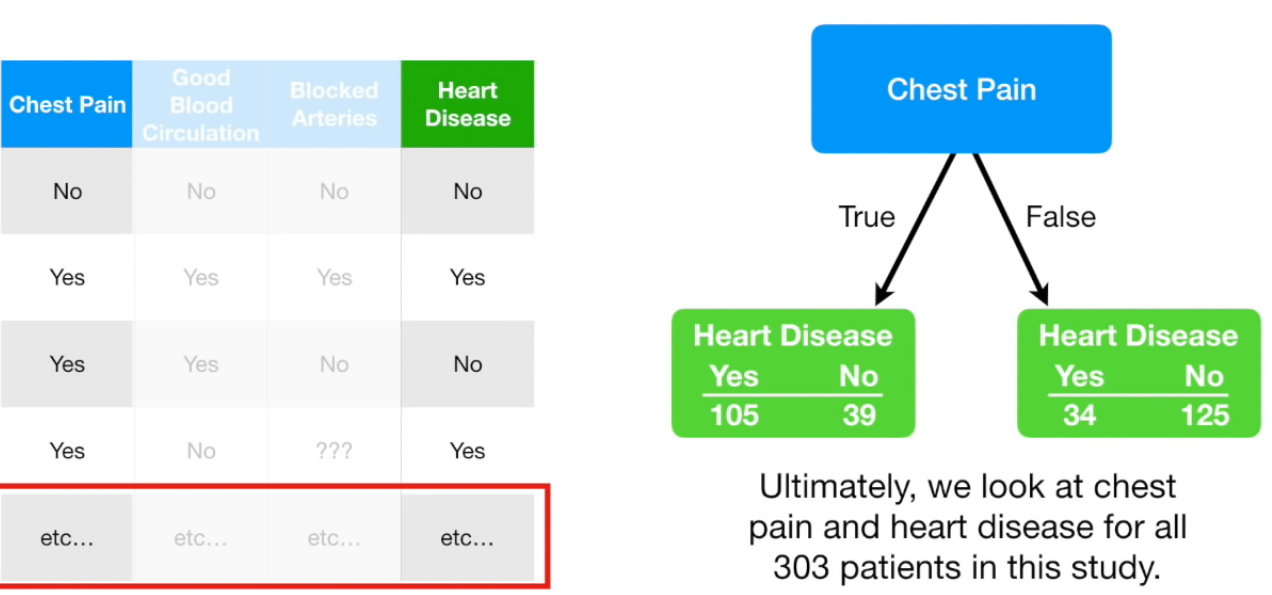 Chest Pain Good Blood Circulation Blocked Arteries Heart Disease
No No No No
Yes Yes Yes Yes
Yes Yes No No
Yes No ??? Yes
etc... etc... etc... etc...
Chest Pain
True False
Heart Disease
Yes No
105 39
Heart Disease
Yes No
34 125
Ultimately, we look at chest
pain and heart disease for all
303 patients in this study.